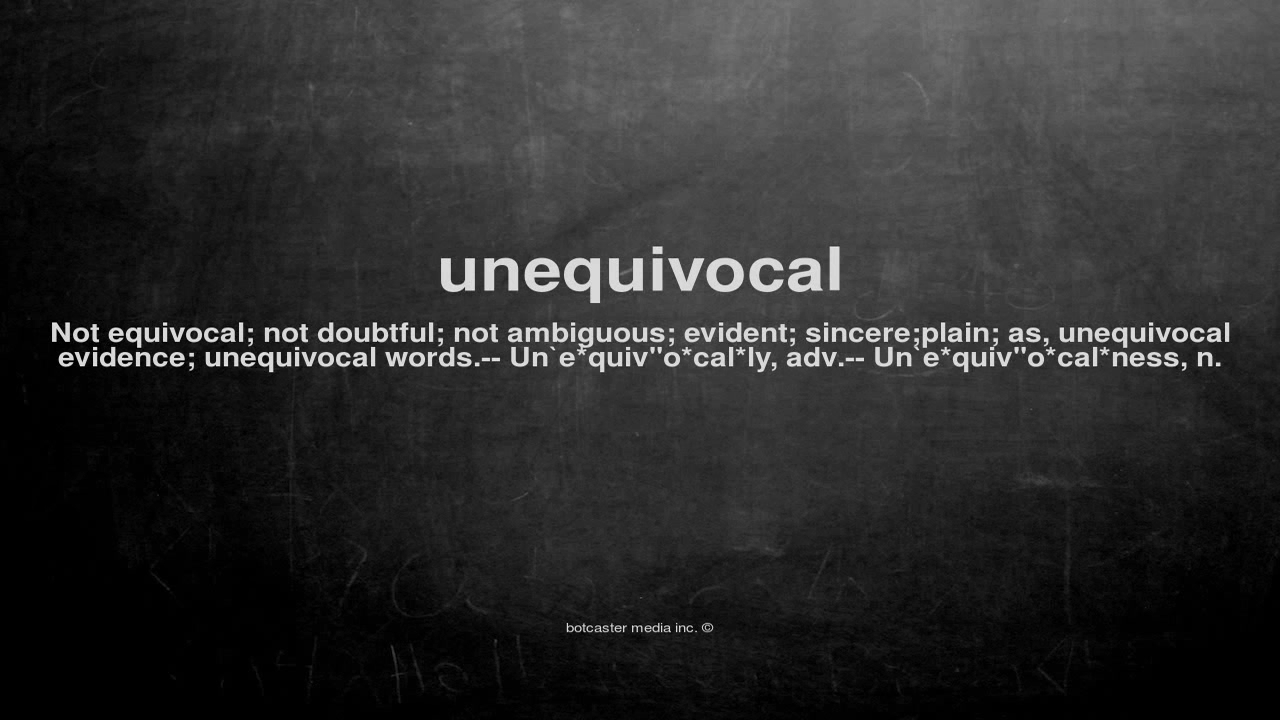 unequivocal
Not equivocal; not doubtful; not ambiguous; evident; sincere;plain; as, unequivocal
evidence; unequivocal words.-- Un`e*quiv"o*cal*ly, adv.-- Un`e*quiv"o*cal*ness, n.
botcaster media inc. ©